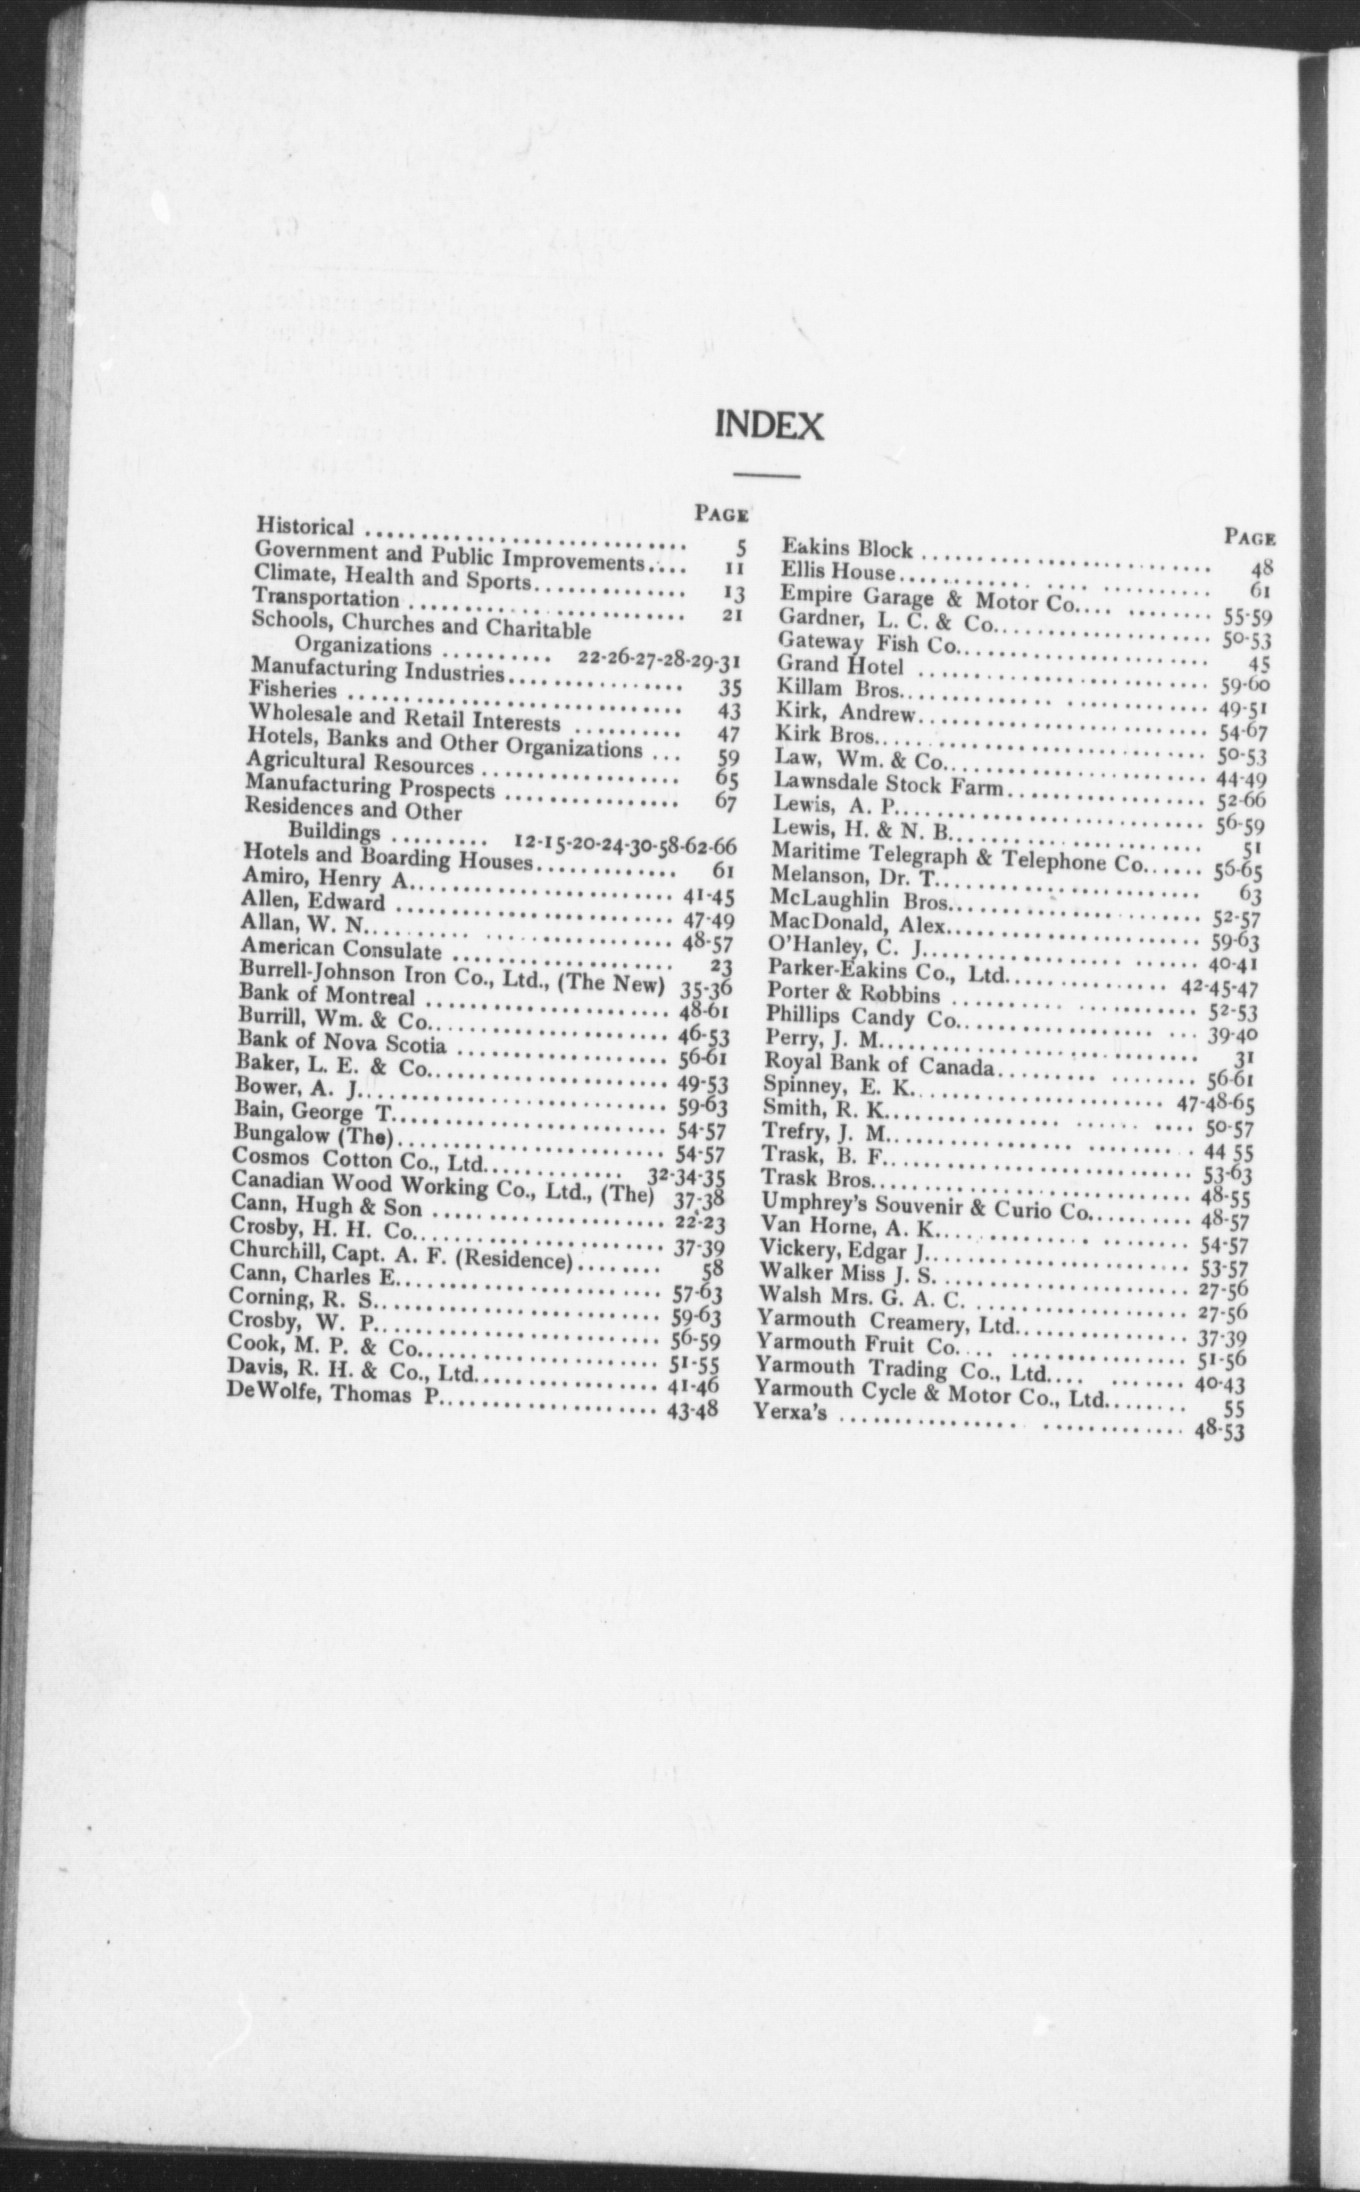 INDEX
PAGE
Historical .............................. 5
Government and Public Improvements.... 11
Climate, Health and Sports.............. 13
Transportation ......................... 21
Schools, Churches and Charitable
Organizations .......... 22-26-27-28-29-31
Manufacturing Industries................ 35
Fisheries .............................. 43
Wholesale and Retail Interests .......... 47
Hotels, Banks and Other Organizations ... 59
Agricultural Resources .................. 65
Manufacturing Prospects ................ 67
Residences and Other
Buildings ......... 12-15-20-24-30-58-62-66
Hotels and Boarding Houses............. 61
Amiro, Henry A........................ 41-45
Allen, Edward ......................... 47-49
Allan, W. N........................... 48-57
American Consulate .................... 23
Burrell-Johnson Iron Co., Ltd., (The New) 35-36
Bank of Montreal ...................... 48-61
Burrill, Wm. & Co...................... 46-53
Bank of Nova Scotia ................... 56-61
Baker, L. E. & Co...................... 49-53
Bower, A. J............................ 59-63
Bain, George T......................... 54-57
Bungalow (The)........................ 54-57
Cosmos Cotton Co., Ltd.............. 32-34-35
Canadian Wood Working Co., Ltd., (The) 37-38
Cann, Hugh & Son ..................... 22-23
Crosby, H. H. Co....................... 37-39
Churchill, Capt. A. F. (Residence)........ 58
Cann, Charles E........................ 57-63
Corning, R. S.......................... 59-63
Crosby, W. P........................... 56-59
Cook, M. P. & Co....................... 51-55
Davis, R. H. & Co., Ltd................. 41-46
DeWolfe, Thomas P.................... 43-48
PAGE
Eakins Block .......................... 48
Ellis House............................ 61
Empire Garage & Motor Co............ 55-59
Gardner, L. C. & Co.................... 50-53
Gateway Fish Co....................... 45
Grand Hotel .......................... 59-60
Killam Bros........................... 49-51
Kirk, Andrew.......................... 54-67
Kirk Bros.............................. 50-53
Law, Wm. & Co........................ 44-49
Lawnsdale Stock Farm.................. 52-66
Lewis, A. P............................ 56-59
Lewis, H. & N. B....................... 51
Maritime Telegraph & Telephone Co...... 56-65
Melanson, Dr. T........................ 63
McLaughlin Bros....................... 52-57
MacDonald, Alex....................... 59-63
O'Hanley, C. J......................... 40-41
Parker-Eakins Co., Ltd............... 42-45-47
Porter & Robbins ...................... 52-53
Phillips Candy Co...................... 39-40
Perry, J. M............................. 31
Royal Bank of Canada.................. 56-61
Spinney, E. K....................... 47-48-65
Smith, R. K............................ 50-57
Trefry, J. M............................ 44 55
Trask, B. F............................. 53-63
Trask Bros............................. 48-55
Umphrey's Souvenir & Curio Co.......... 48-57
Van Horne, A. K....................... 54-57
Vickery, Edgar J........................ 53-57
Walker Miss J. S. ...................... 27-56
Walsh Mrs. G. A. C. ................... 27-56
Yarmouth Creamery, Ltd................ 37-39
Yarmouth Fruit Co..................... 51-56
Yarmouth Trading Co., Ltd............ 40-43
Yarmouth Cycle & Motor Co., Ltd........ 55
Yerxa's ............................... 48-53